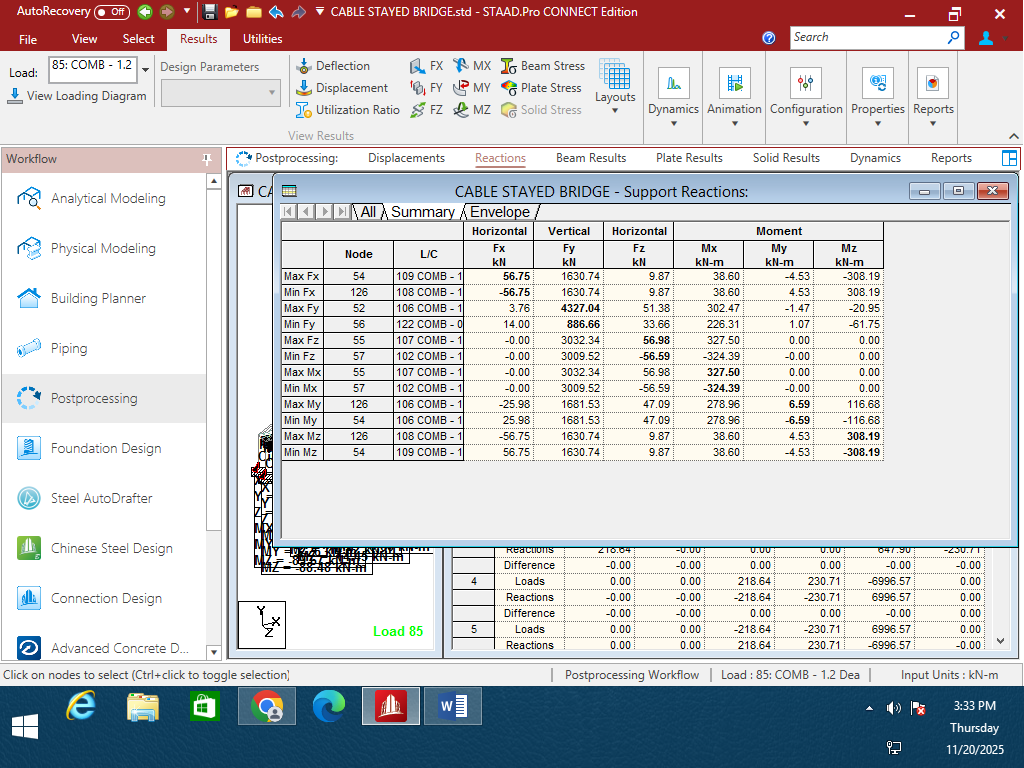 AutoRecovery Off CABLE STAYED BRIDGE.std - STAAD.Pro CONNECT Edition
File View Select Results Utilities Search
Load: 85: COMB - 1.2 Design Parameters Deflection FX MX Beam Stress
View Loading Diagram Displacement FY MY Plate Stress Layouts Dynamics Animation Configuration Properties Reports
Utilization Ratio FZ MZ Solid Stress
View Results
Workflow Postprocessing: Displacements Reactions Beam Results Plate Results Solid Results Dynamics Reports
Analytical Modeling
Physical Modeling
Building Planner
Piping
Postprocessing
Foundation Design
Steel AutoDrafter
Chinese Steel Design
Connection Design
Advanced Concrete D...
CA
CABLE STAYED BRIDGE - Support Reactions:
All Summary Envelope
Horizontal Vertical Horizontal Moment
Node L/C Fx kN Fy kN Fz kN Mx kN-m My kN-m Mz kN-m
Max Fx 54 109 COMB - 1 56.75 1630.74 9.87 38.60 -4.53 -308.19
Min Fx 126 108 COMB - 1 -56.75 1630.74 9.87 38.60 4.53 308.19
Max Fy 52 106 COMB - 1 3.76 4327.04 51.38 302.47 -1.47 -20.95
Min Fy 56 122 COMB - 0 14.00 886.66 33.66 226.31 1.07 -61.75
Max Fz 55 107 COMB - 1 -0.00 3032.34 56.98 327.50 0.00 0.00
Min Fz 57 102 COMB - 1 -0.00 3009.52 -56.59 -324.39 -0.00 0.00
Max Mx 55 107 COMB - 1 -0.00 3032.34 56.98 327.50 0.00 0.00
Min Mx 57 102 COMB - 1 -0.00 3009.52 -56.59 -324.39 -0.00 0.00
Max My 126 106 COMB - 1 -25.98 1681.53 47.09 278.96 6.59 116.68
Min My 54 106 COMB - 1 25.98 1681.53 47.09 278.96 -6.59 -116.68
Max Mz 126 108 COMB - 1 -56.75 1630.74 9.87 38.60 4.53 308.19
Min Mz 54 109 COMB - 1 56.75 1630.74 9.87 38.60 -4.53 -308.19
MZ = -88.48 kN-m
Y
X
Z
Load 85
Reactions 218.64 -0.00 0.00 0.00 647.90 -230.71
Difference -0.00 -0.00 0.00 0.00 -0.00 -0.00
4 Loads 0.00 0.00 218.64 230.71 -6996.57 0.00
Reactions 0.00 0.00 -218.64 -230.71 6996.57 0.00
Difference 0.00 0.00 -0.00 0.00 -0.00 0.00
5 Loads 0.00 0.00 -218.64 -230.71 6996.57 0.00
Reactions 0.00 0.00 218.64 230.71 -6996.57 -0.00
Click on nodes to select (Ctrl+click to toggle selection) Postprocessing Workflow Load : 85: COMB - 1.2 Dea Input Units : kN-m
3:33 PM
Thursday
11/20/2025